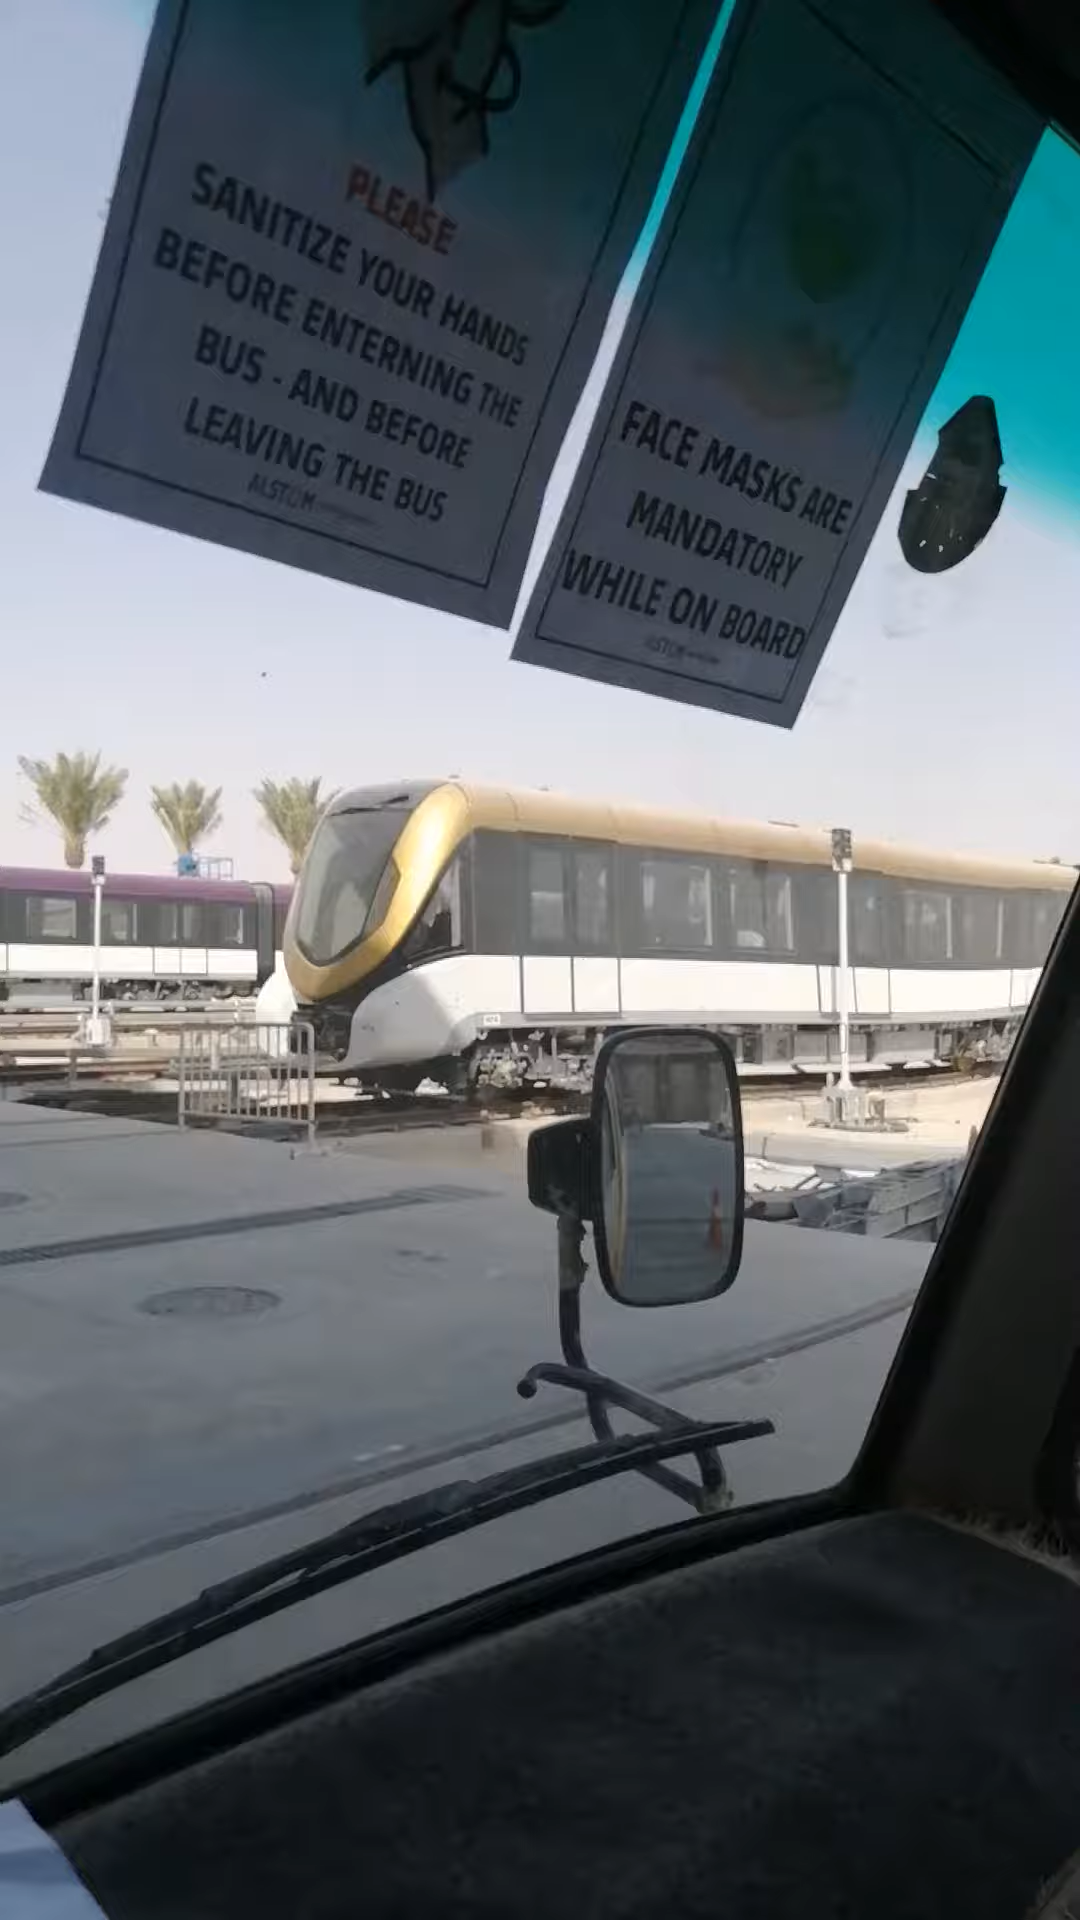 PLEASE
SANITIZE YOUR HANDS
BEFORE ENTERNING THE
BUS - AND BEFORE
LEAVING THE BUS
ALSTOM
FACE MASKS ARE
MANDATORY
WHILE ON BOARD
ALSTOM